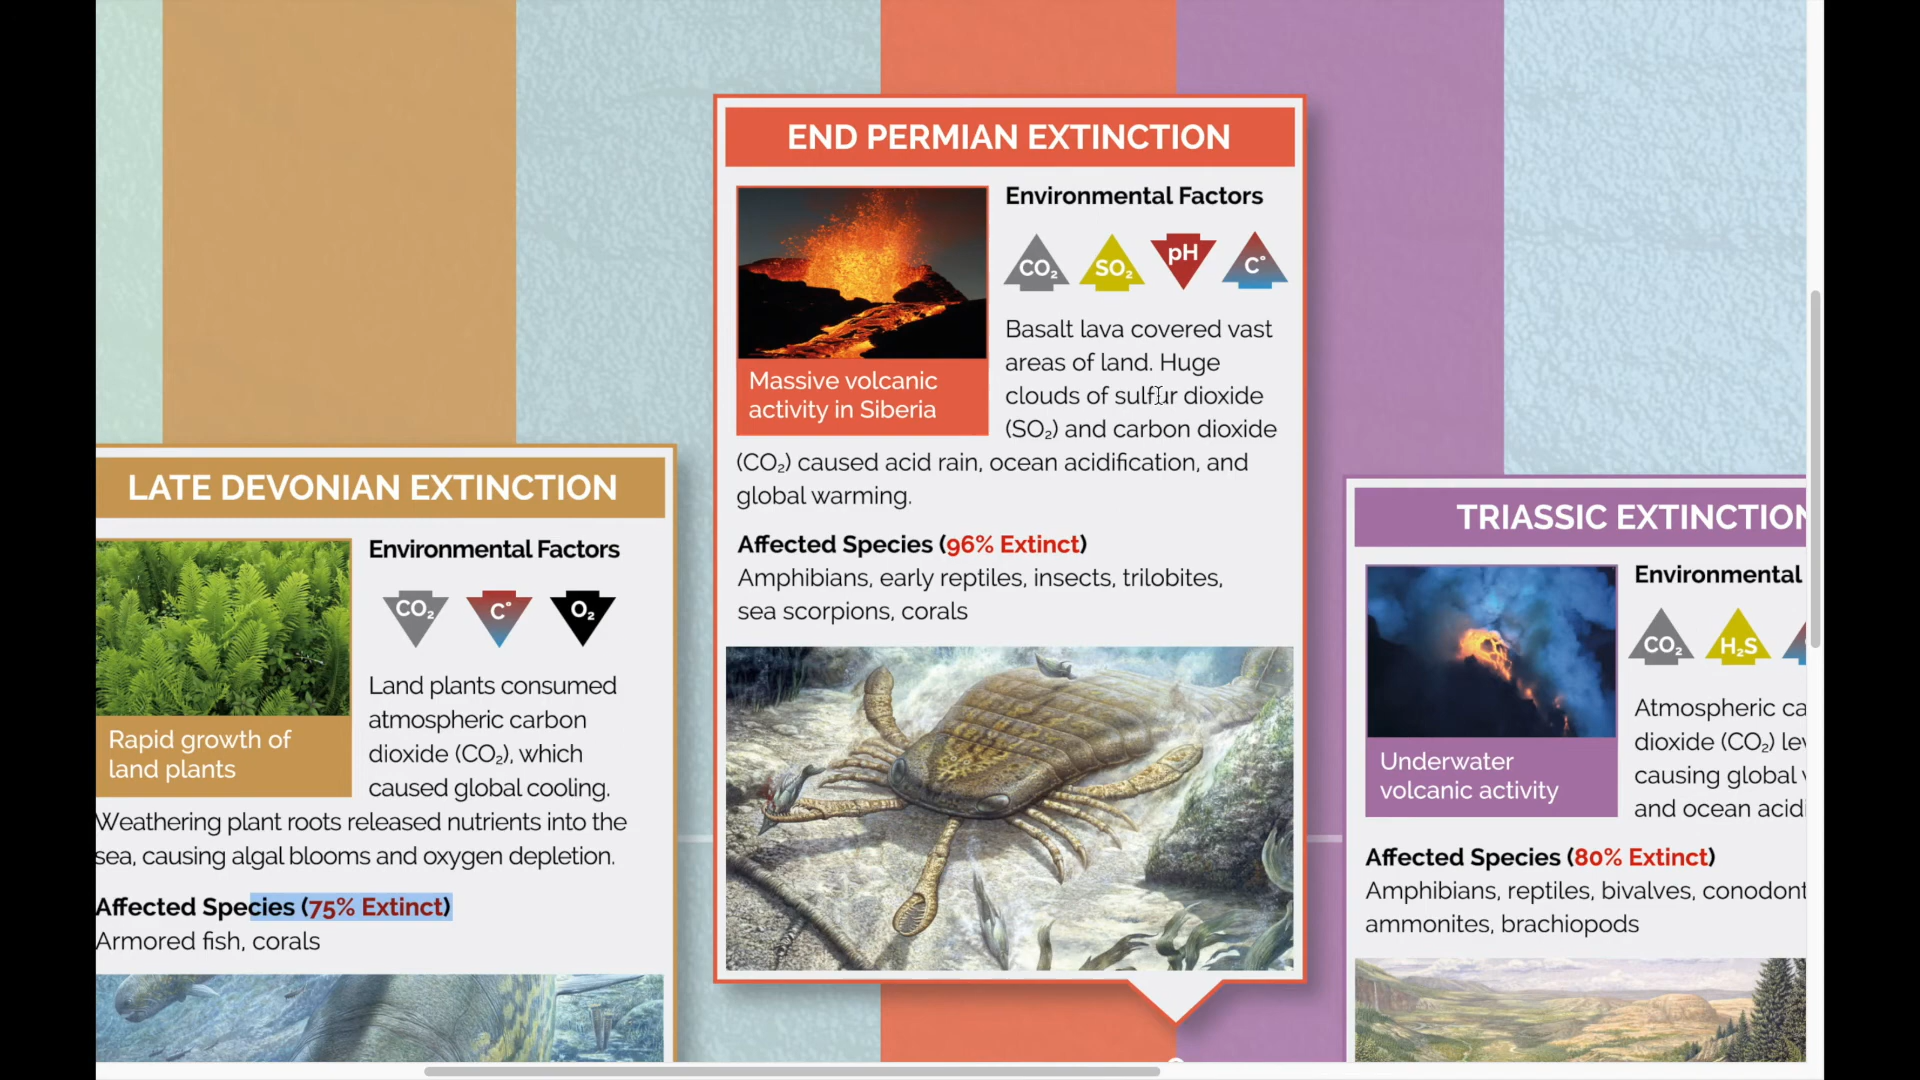 END PERMIAN EXTINCTION
Environmental Factors
CO₂ SO₂ pH C°
Massive volcanic
activity in Siberia
Basalt lava covered vast
areas of land. Huge
clouds of sulfur dioxide
(SO₂) and carbon dioxide
(CO₂) caused acid rain, ocean acidification, and
global warming.
Affected Species (96% Extinct)
Amphibians, early reptiles, insects, trilobites,
sea scorpions, corals
LATE DEVONIAN EXTINCTION
Environmental Factors
CO₂ C° O₂
Rapid growth of
land plants
Land plants consumed
atmospheric carbon
dioxide (CO₂), which
caused global cooling.
Weathering plant roots released nutrients into the
sea, causing algal blooms and oxygen depletion.
Affected Species (75% Extinct)
Armored fish, corals
TRIASSIC EXTINCTION
Environmental
CO₂ H₂S
Underwater
volcanic activity
Atmospheric ca
dioxide (CO₂) lev
causing global
and ocean acid
Affected Species (80% Extinct)
Amphibians, reptiles, bivalves, conodont
ammonites, brachiopods